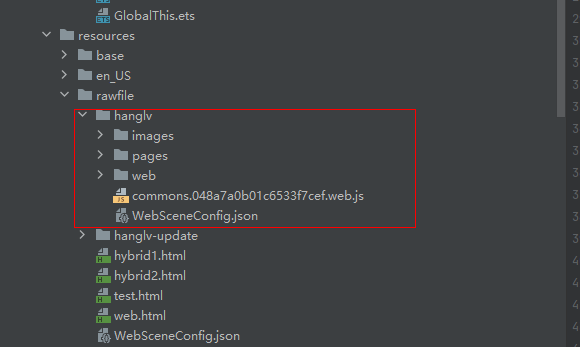 GlobalThis.ets
resources
base
en_US
rawfile
hanglv
images
pages
web
commons.048a7a0b01c6533f7cef.web.js
WebSceneConfig.json
hanglv-update
hybrid1.html
hybrid2.html
test.html
web.html
WebSceneConfig.json